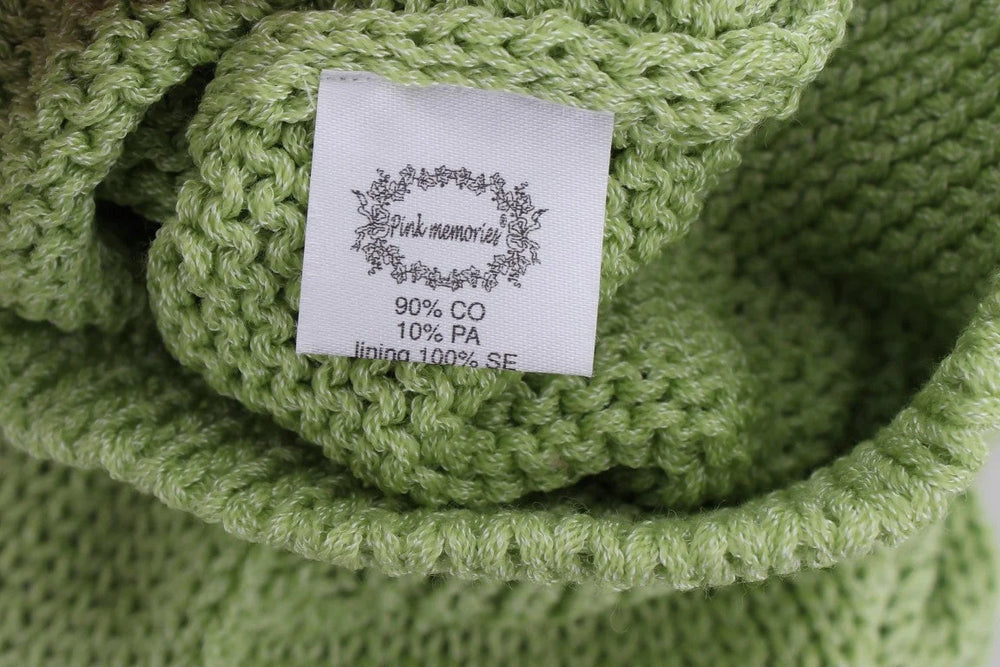 Pink memories®
90% CO
10% PA
lining 100% SE